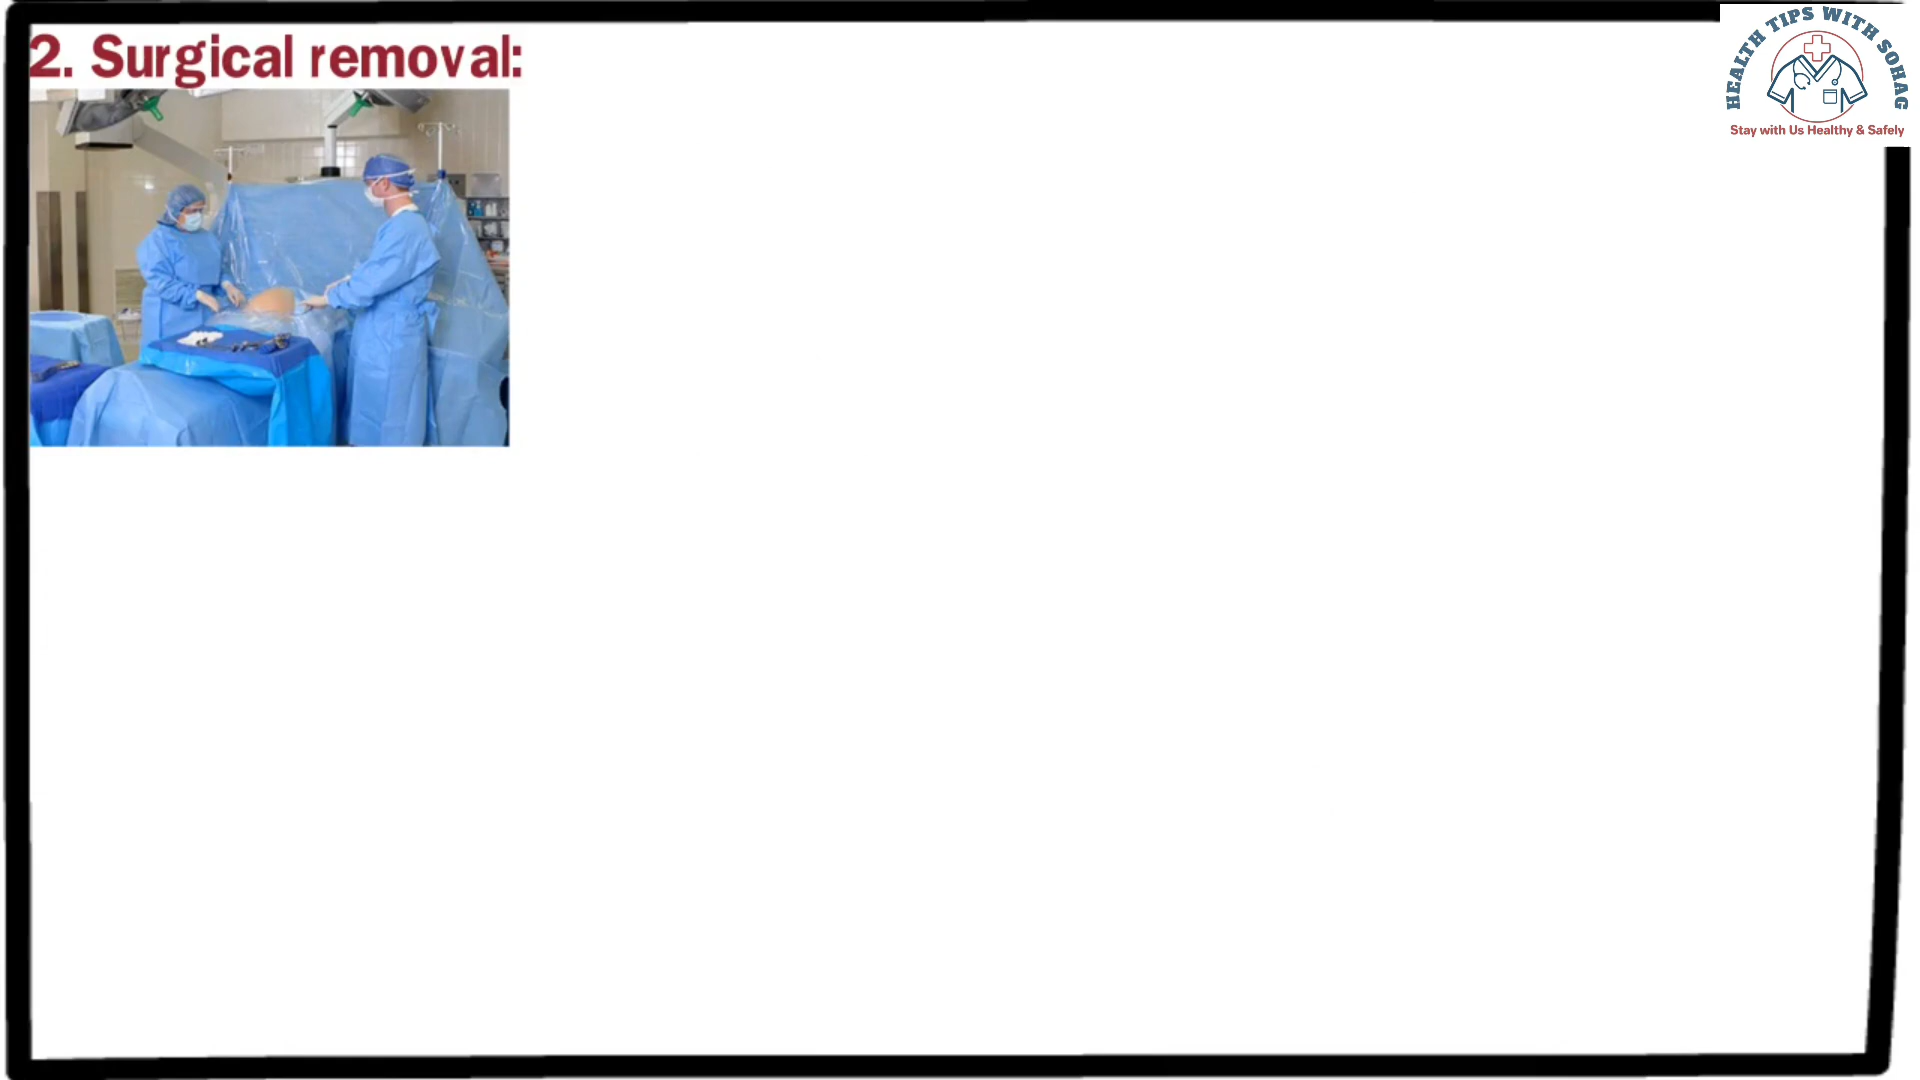 2. Surgical removal:
HEALTH TIPS WITH SOHAG
Stay with Us Healthy & Safely